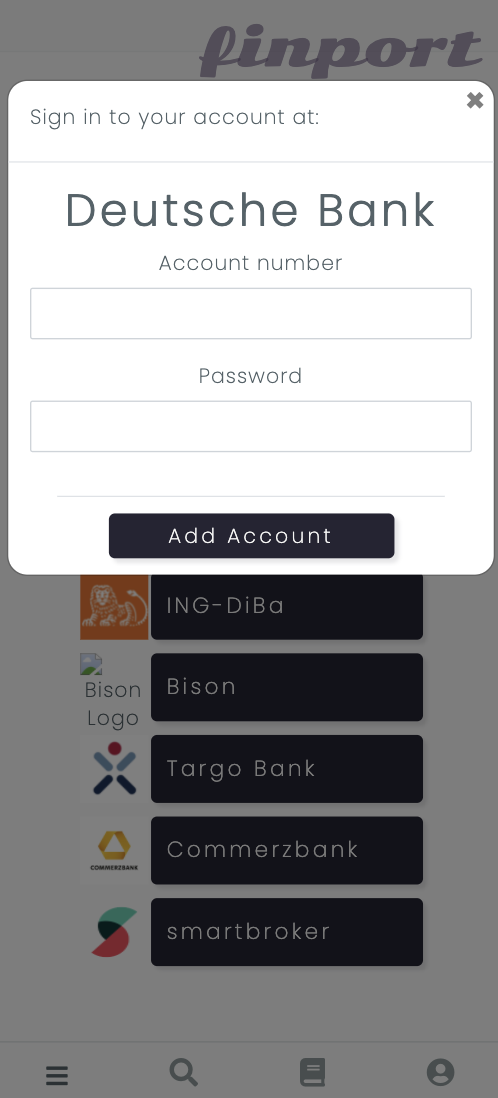 finport
Sign in to your account at:
✖
Deutsche Bank
Account number
Password
Add Account
ING-DiBa
Bison
Logo
Bison
Targo Bank
COMMERZBANK
Commerzbank
smartbroker